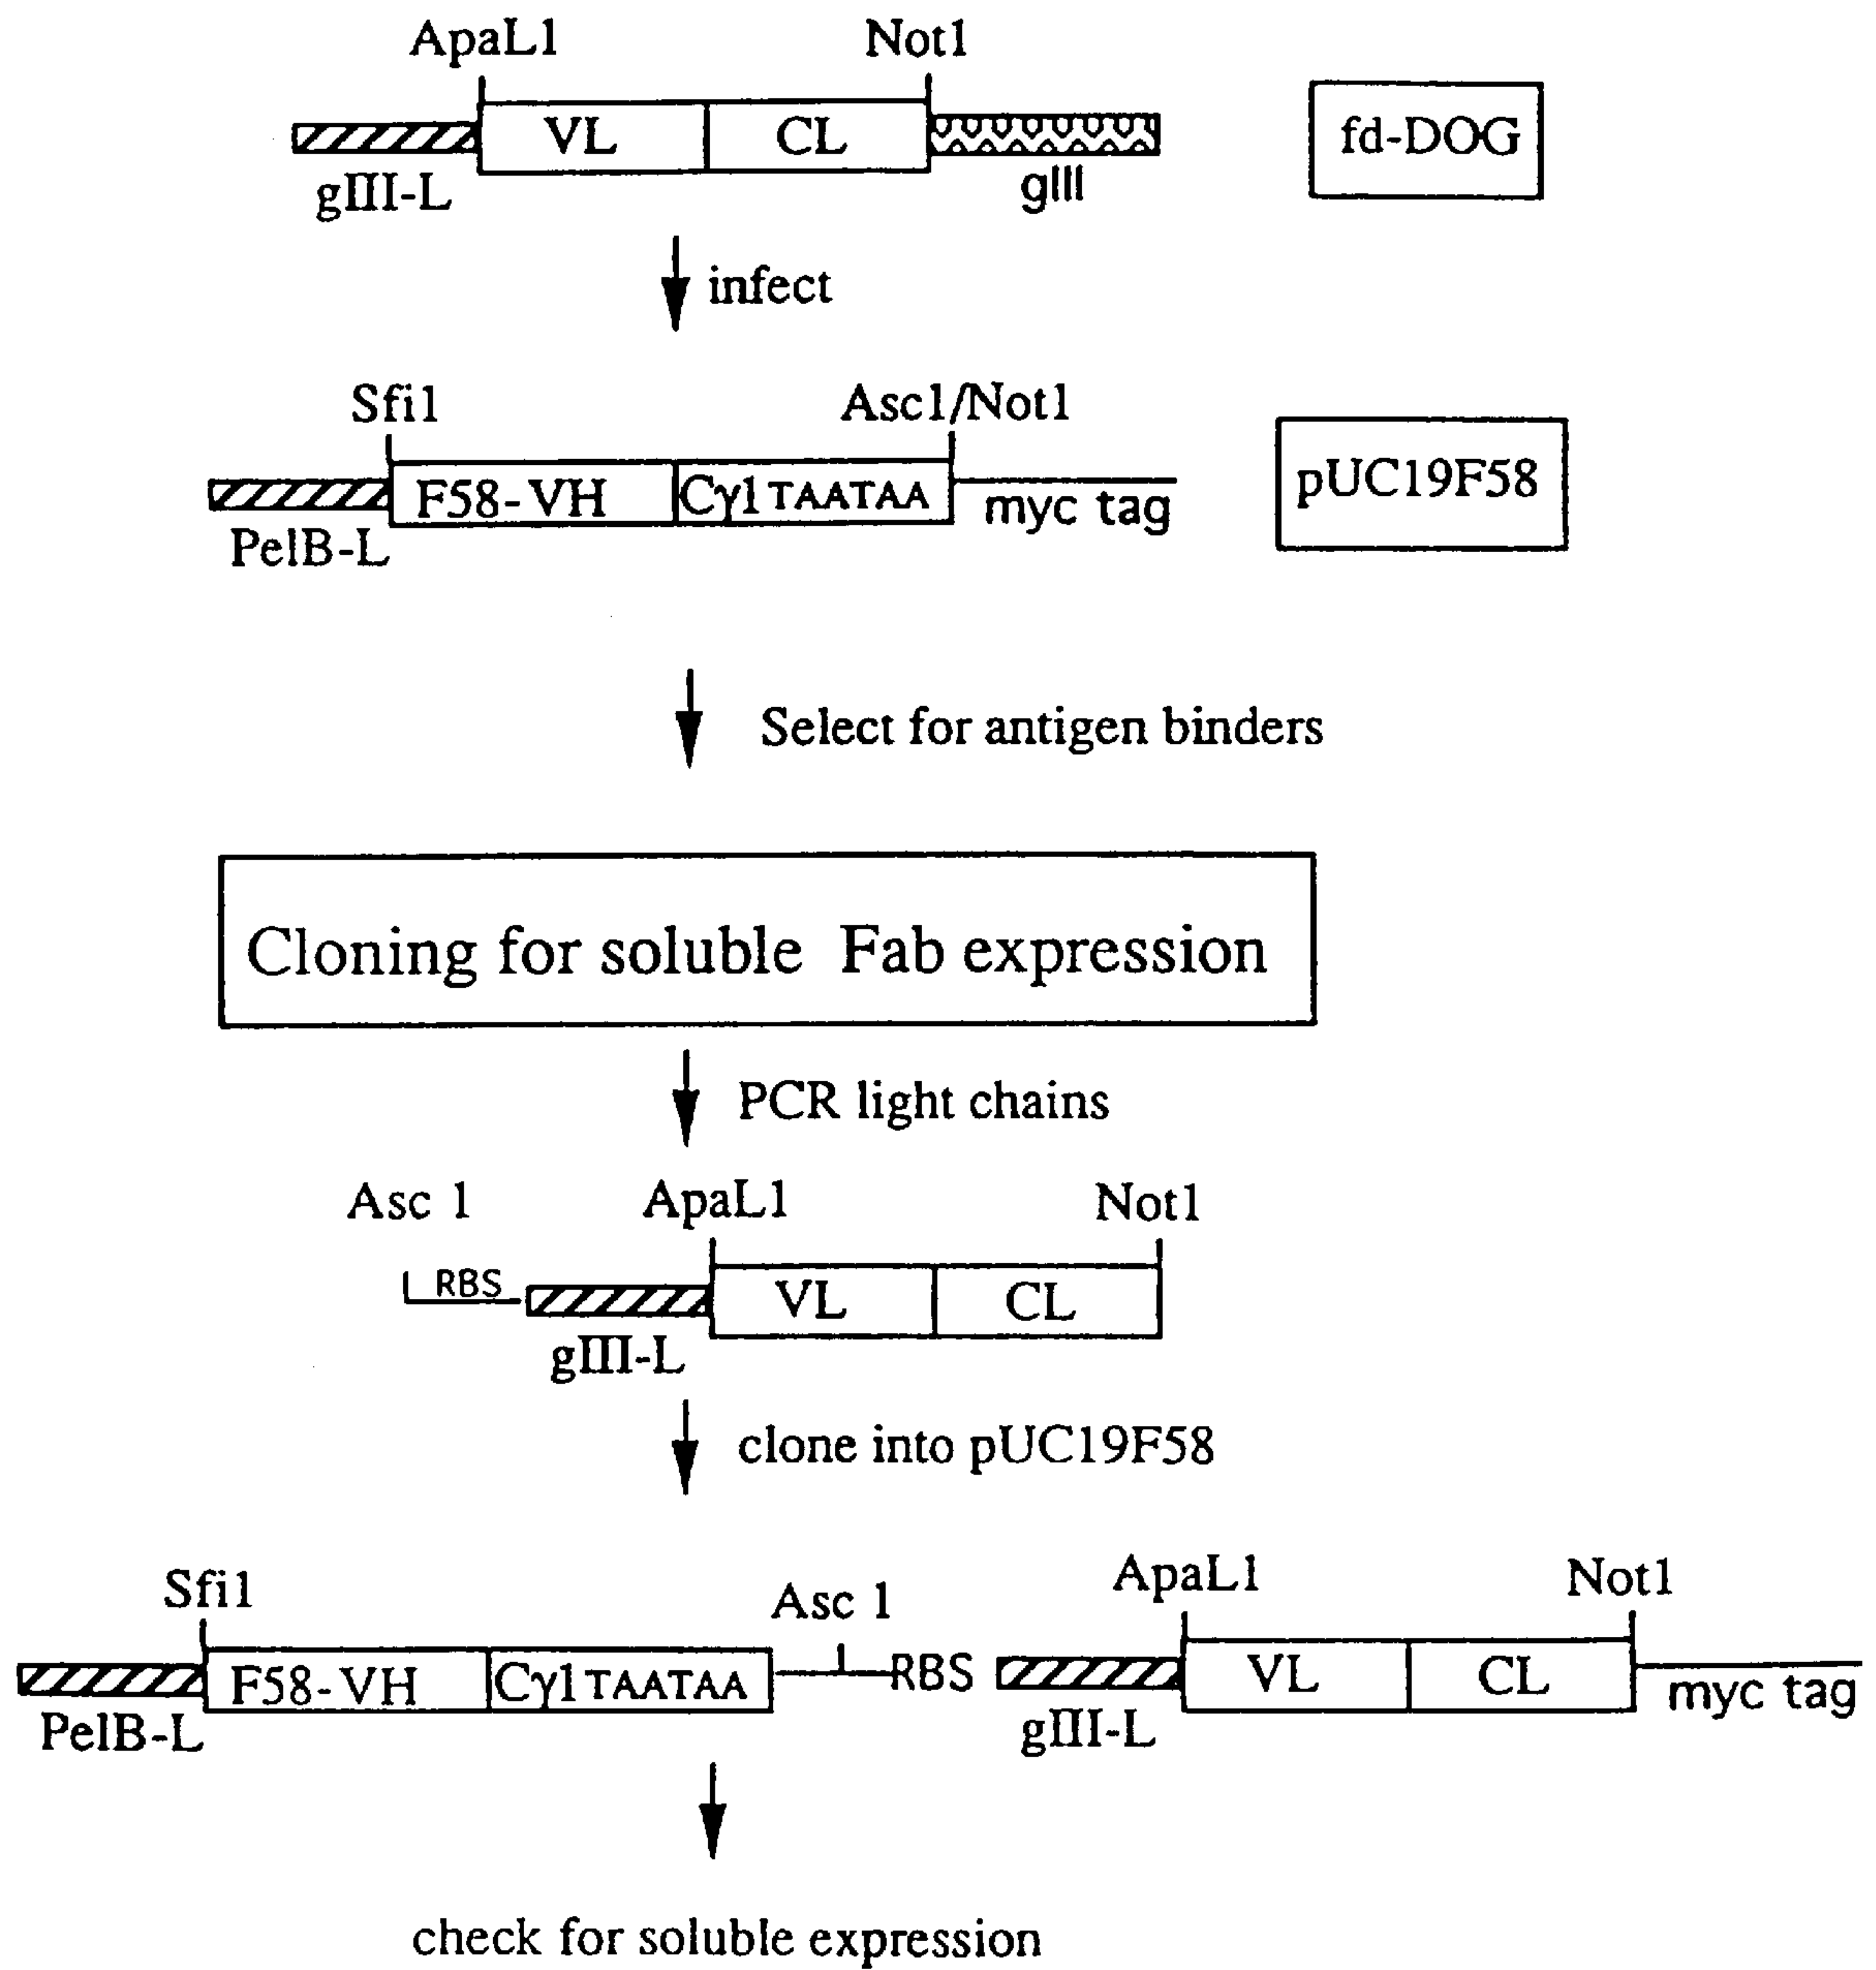 ApaL1 Not1
VL CL
gIII-L gIII
fd-DOG
infect
Sfi1 Asc1/Not1
F58-VH Cγ1 TAATAA
PelB-L myc tag
pUC19F58
Select for antigen binders
Cloning for soluble Fab expression
PCR light chains
Asc 1 ApaL1 Not1
RBS VL CL
gIII-L
clone into pUC19F58
Sfi1 Asc 1 ApaL1 Not1
F58-VH Cγ1 TAATAA RBS VL CL
PelB-L gIII-L myc tag
check for soluble expression